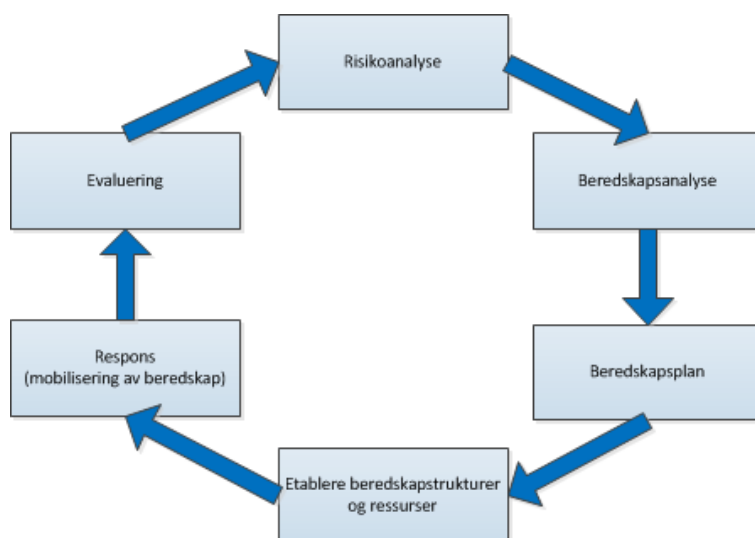 Risikoanalyse
Beredskapsanalyse
Beredskapsplan
Etablere beredskapstrukturer
og ressurser
Respons
(mobilisering av beredskap)
Evaluering